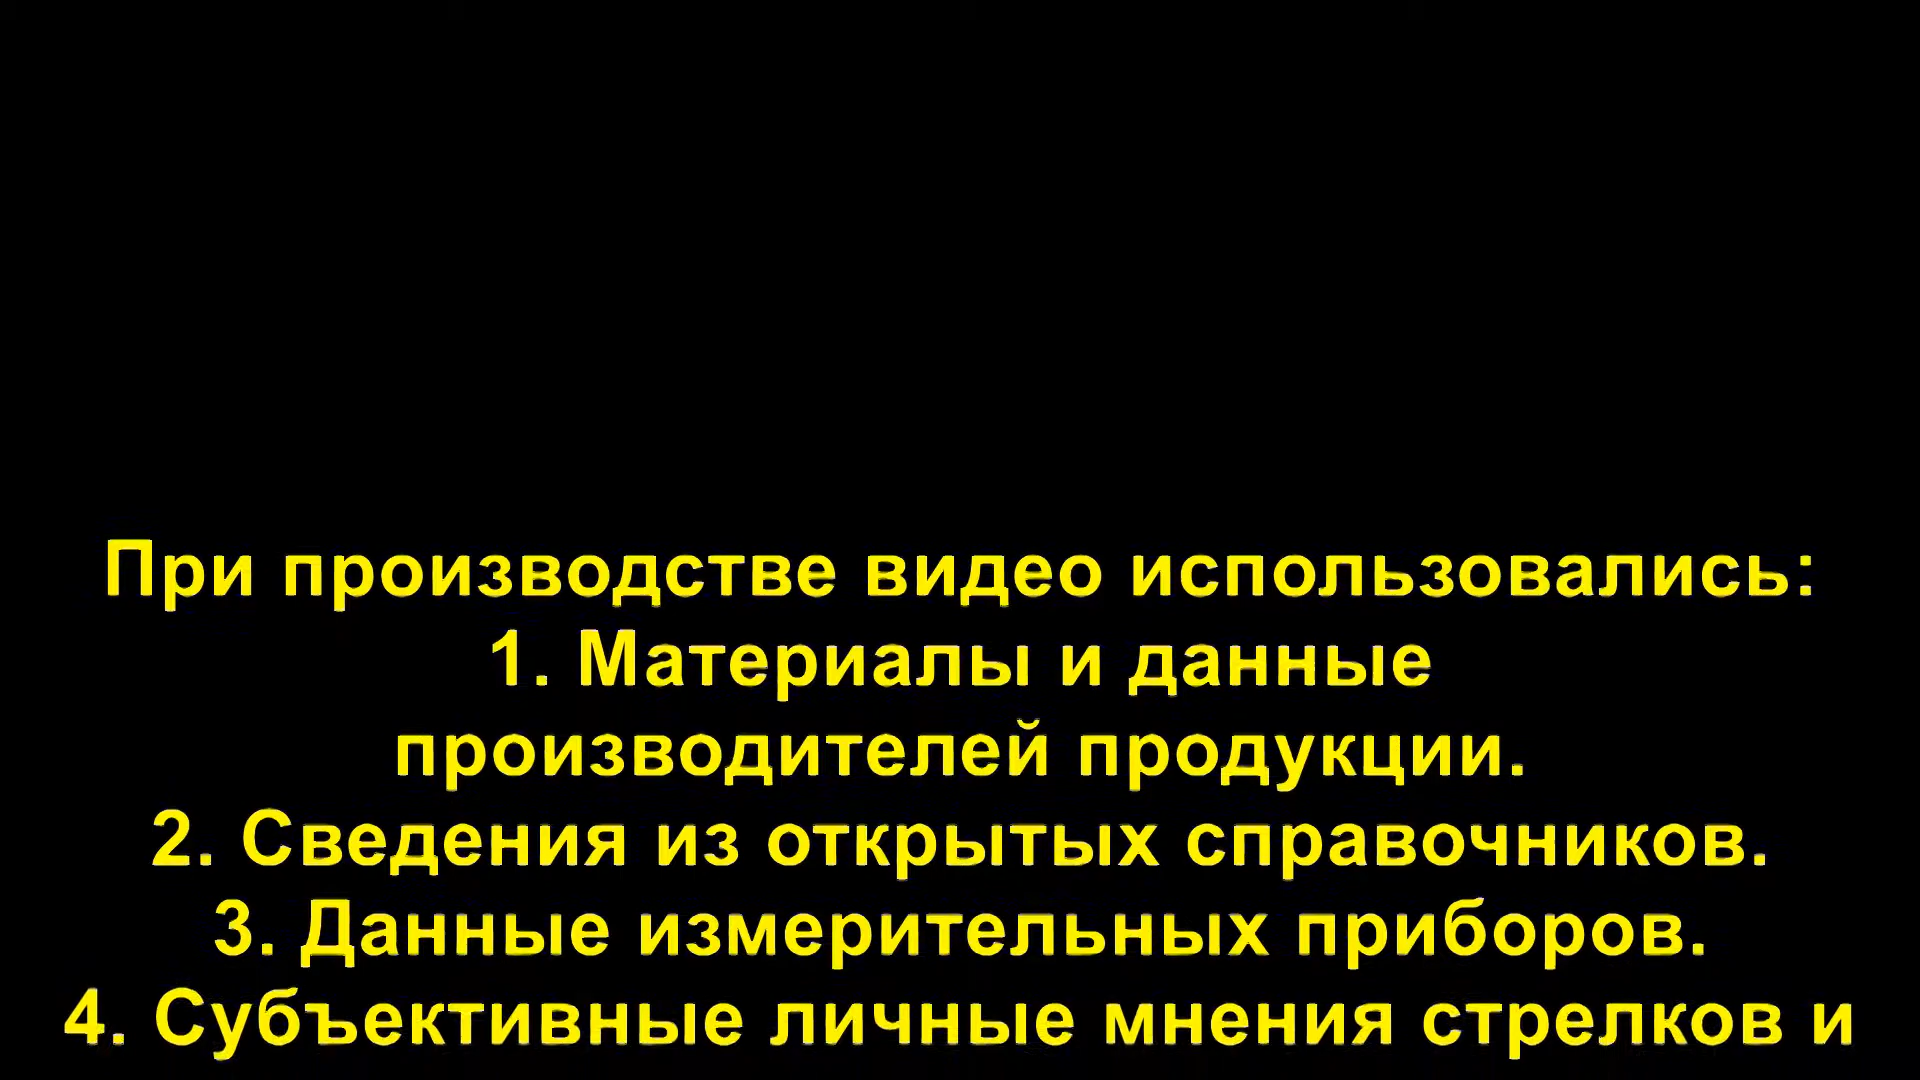 При производстве видео использовались:
1. Материалы и данные
производителей продукции.
2. Сведения из открытых справочников.
3. Данные измерительных приборов.
4. Субъективные личные мнения стрелков и